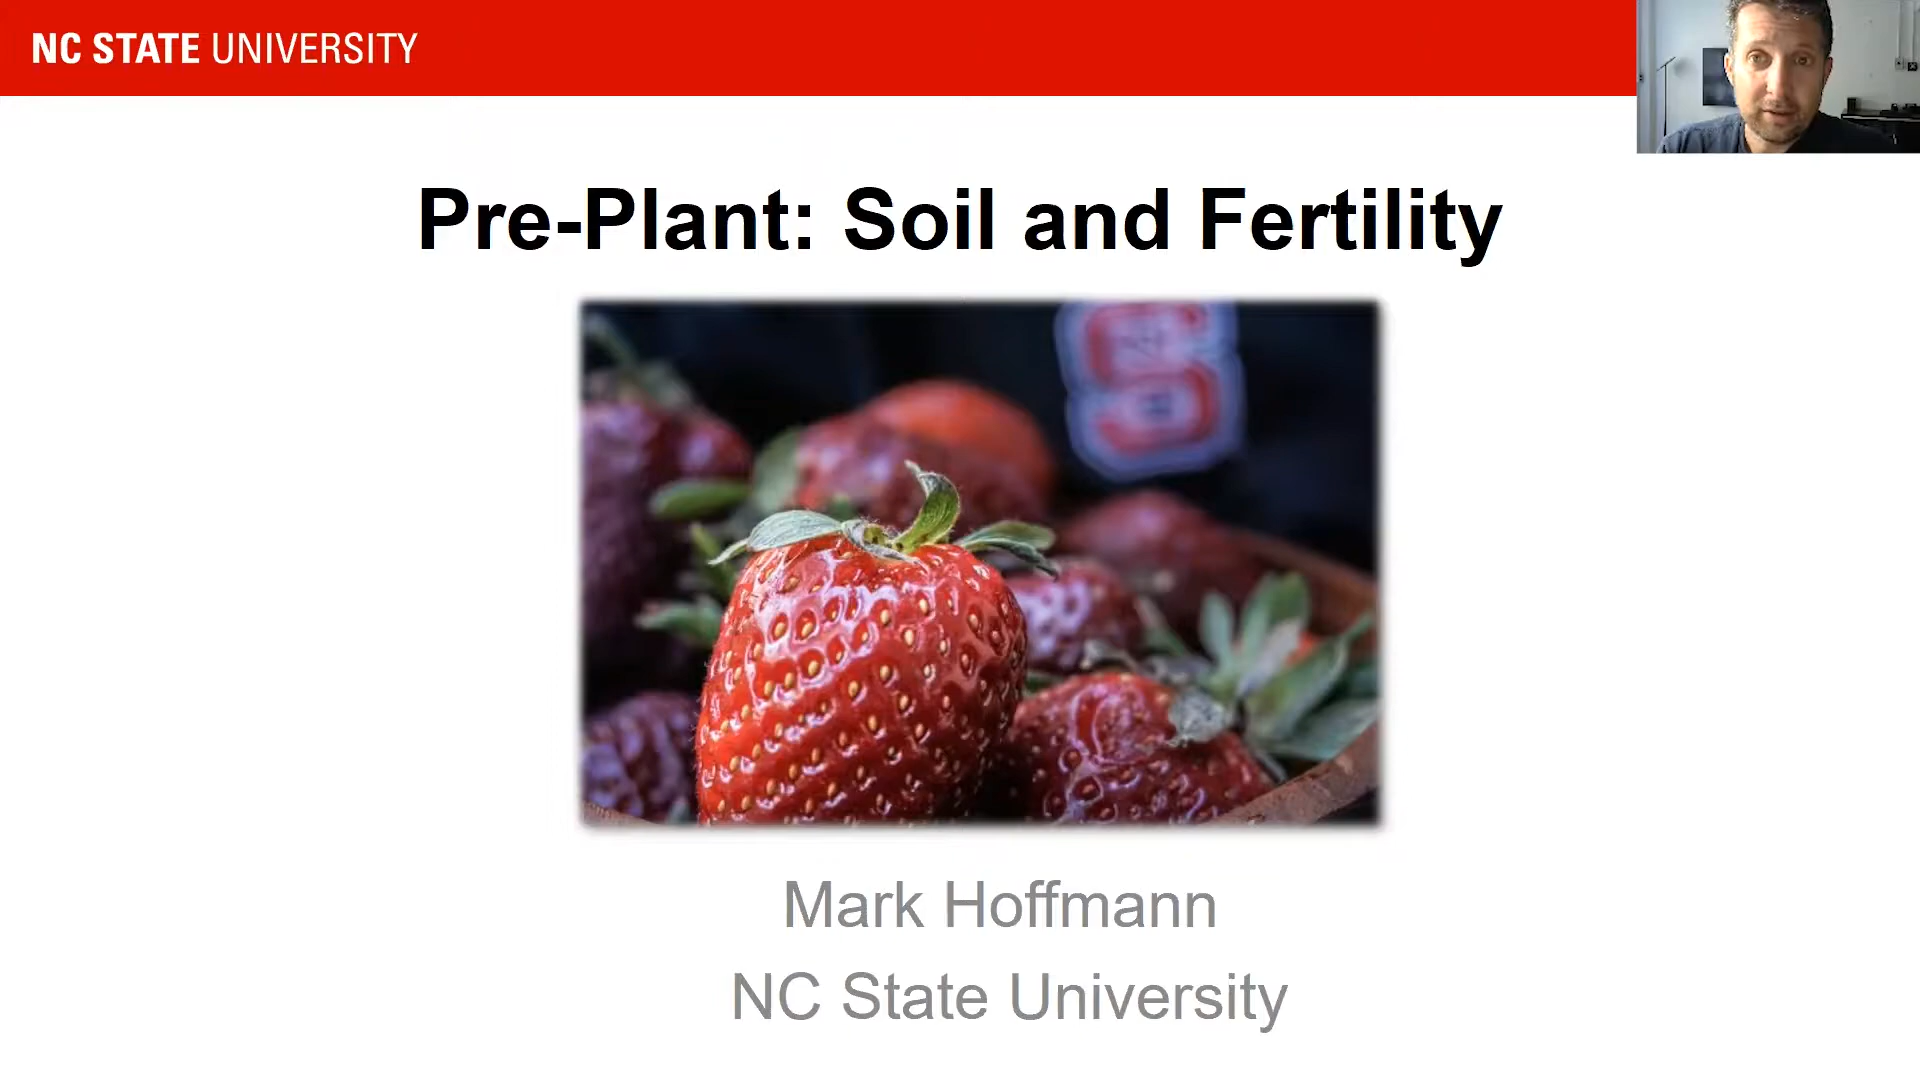 NC STATE UNIVERSITY
Pre-Plant: Soil and Fertility
S
Mark Hoffmann
NC State University